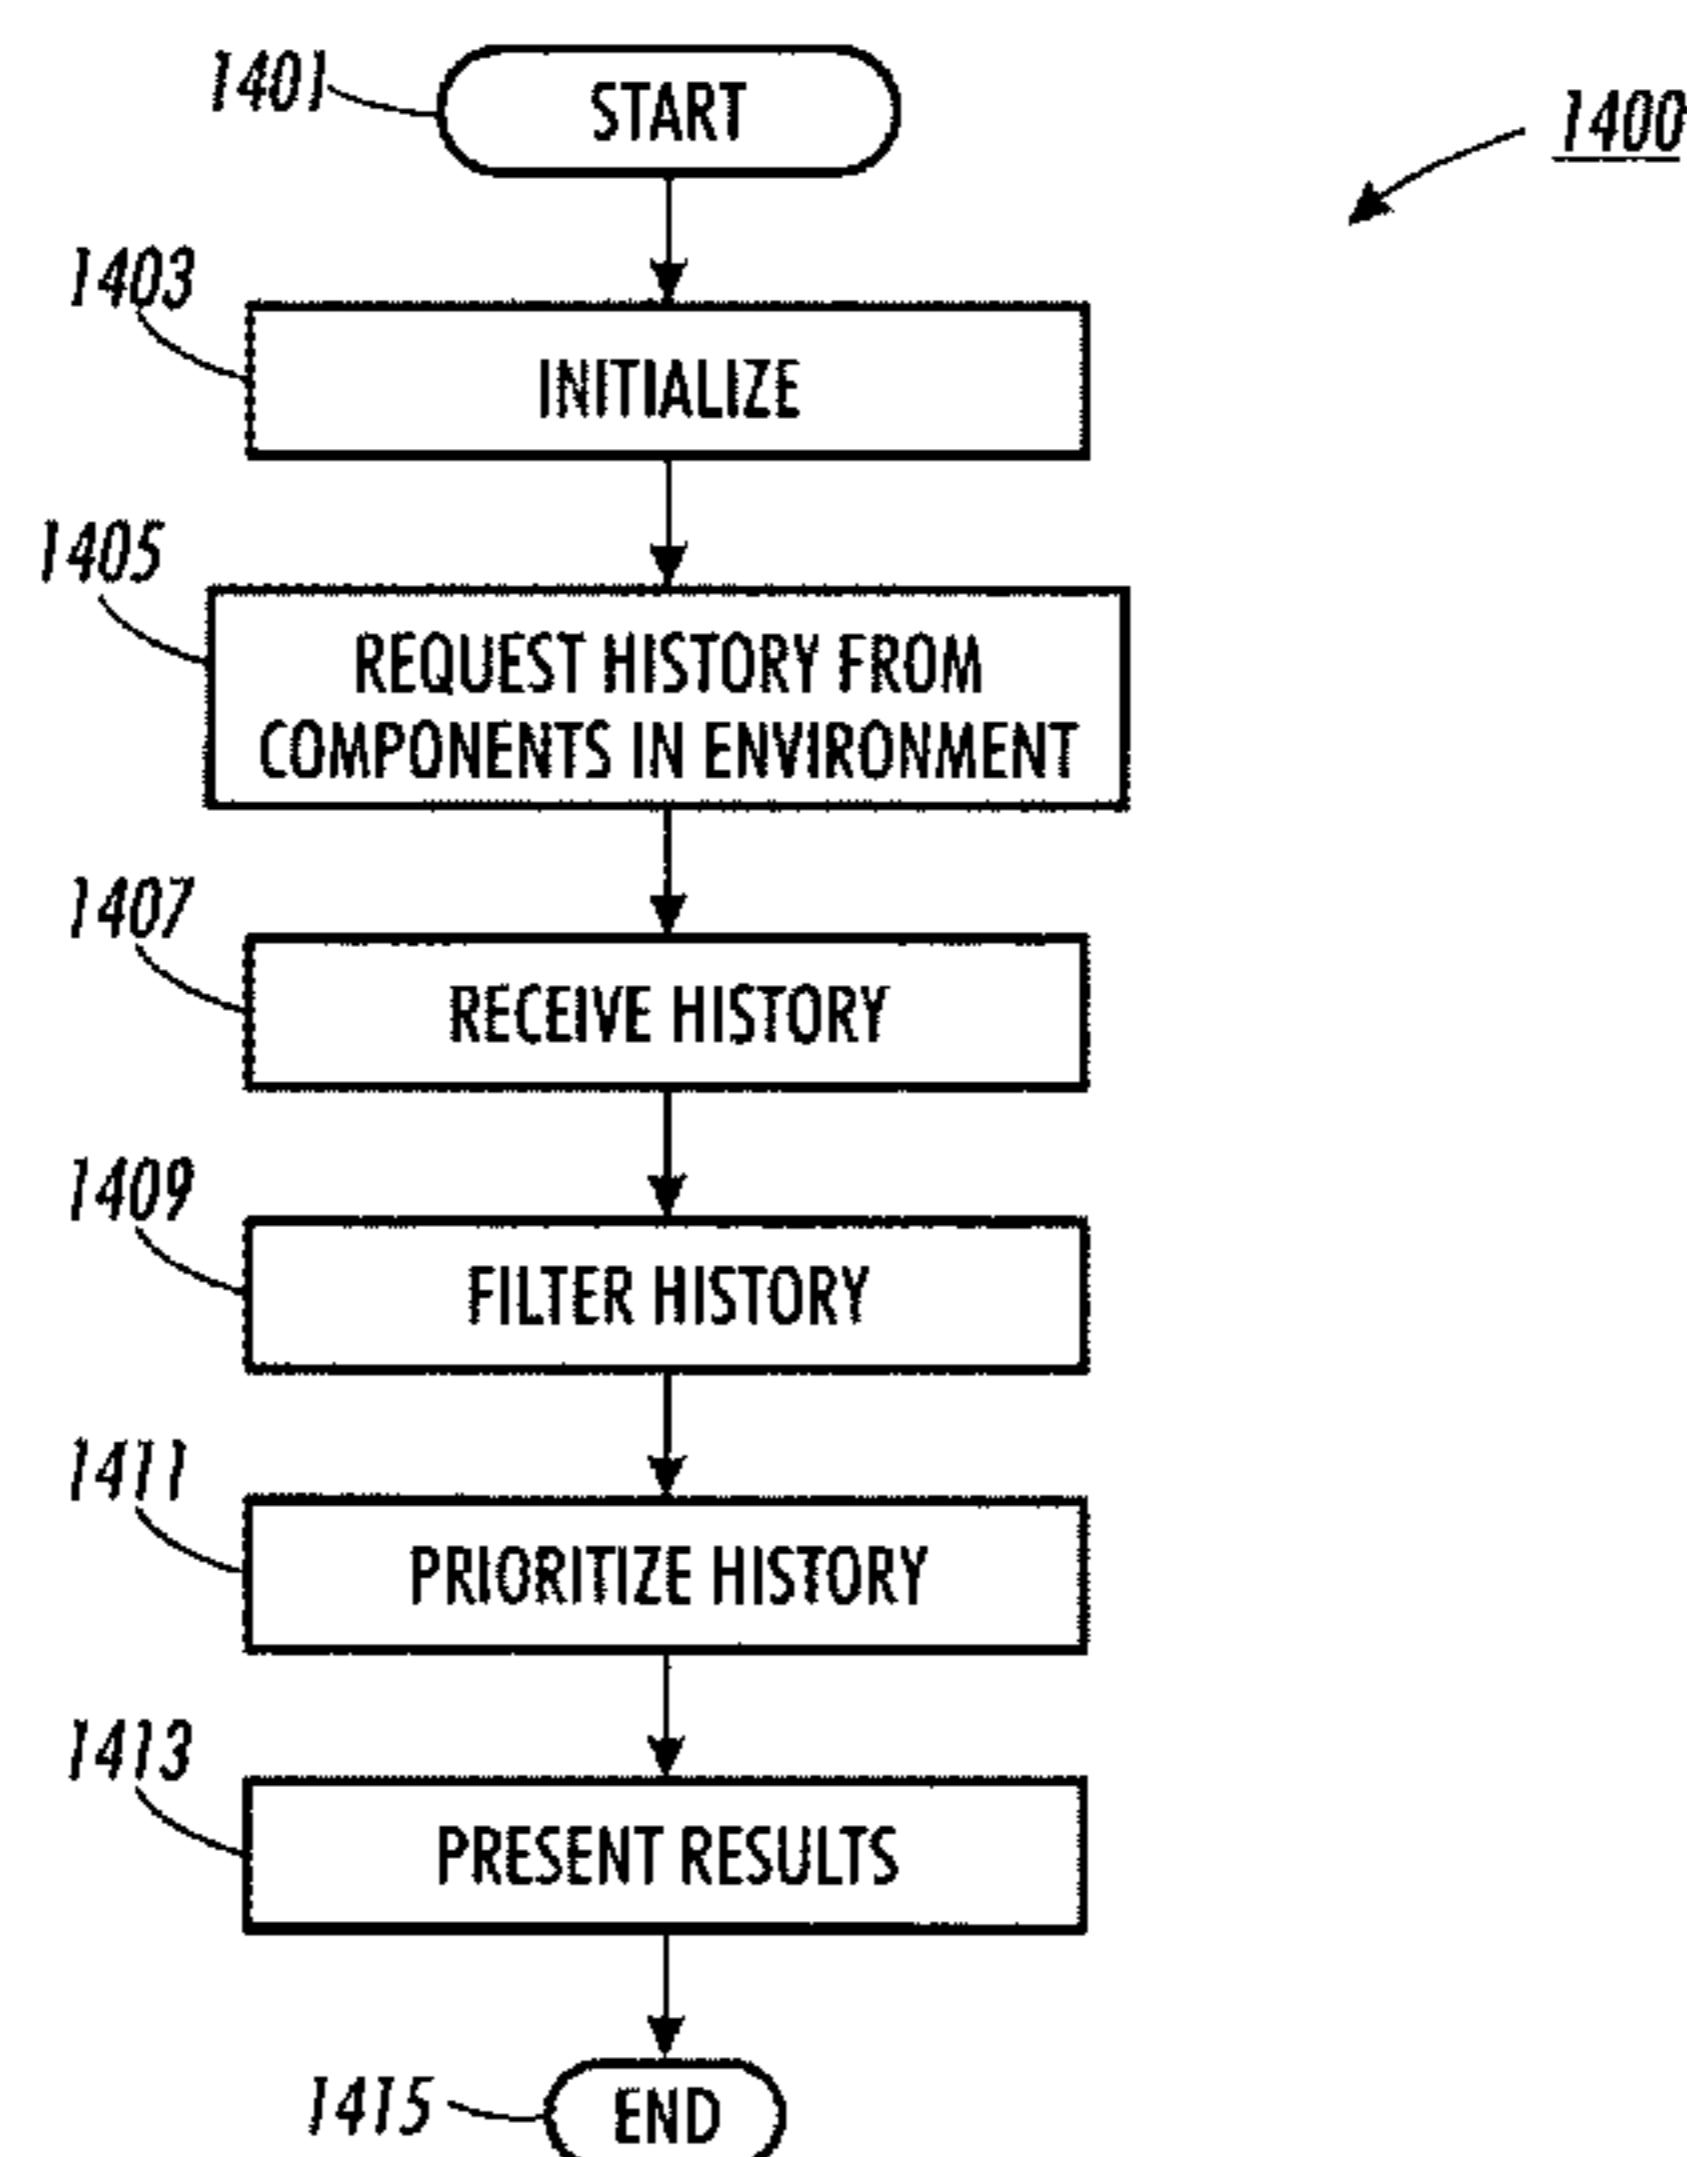 1401
START
1400
1403
INITIALIZE
1405
REQUEST HISTORY FROM
COMPONENTS IN ENVIRONMENT
1407
RECEIVE HISTORY
1409
FILTER HISTORY
1411
PRIORITIZE HISTORY
1413
PRESENT RESULTS
1415
END